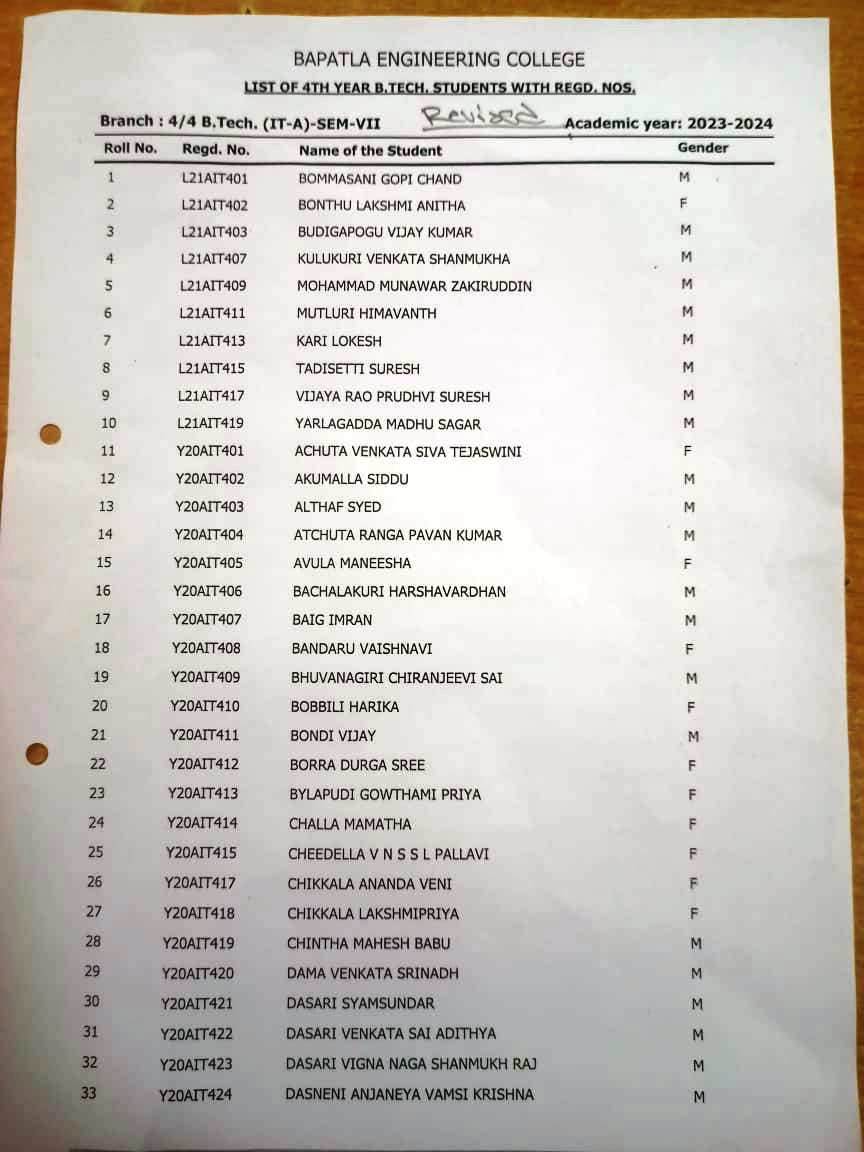 BAPATLA ENGINEERING COLLEGE
LIST OF 4TH YEAR B.TECH. STUDENTS WITH REGD. NOS.
Branch : 4/4 B.Tech. (IT-A)-SEM-VII Revised Academic year: 2023-2024
Roll No. Regd. No. Name of the Student Gender
1 L21AIT401 BOMMASANI GOPI CHAND M
2 L21AIT402 BONTHU LAKSHMI ANITHA F
3 L21AIT403 BUDIGAPOGU VIJAY KUMAR M
4 L21AIT407 KULUKURI VENKATA SHANMUKHA M
5 L21AIT409 MOHAMMAD MUNAWAR ZAKIRUDDIN M
6 L21AIT411 MUTLURI HIMAVANTH M
7 L21AIT413 KARI LOKESH M
8 L21AIT415 TADISETTI SURESH M
9 L21AIT417 VIJAYA RAO PRUDHVI SURESH M
10 L21AIT419 YARLAGADDA MADHU SAGAR M
11 Y20AIT401 ACHUTA VENKATA SIVA TEJASWINI F
12 Y20AIT402 AKUMALLA SIDDU M
13 Y20AIT403 ALTHAF SYED M
14 Y20AIT404 ATCHUTA RANGA PAVAN KUMAR M
15 Y20AIT405 AVULA MANEESHA F
16 Y20AIT406 BACHALAKURI HARSHAVARDHAN M
17 Y20AIT407 BAIG IMRAN M
18 Y20AIT408 BANDARU VAISHNAVI F
19 Y20AIT409 BHUVANAGIRI CHIRANJEEVI SAI M
20 Y20AIT410 BOBBILI HARIKA F
21 Y20AIT411 BONDI VIJAY M
22 Y20AIT412 BORRA DURGA SREE F
23 Y20AIT413 BYLAPUDI GOWTHAMI PRIYA F
24 Y20AIT414 CHALLA MAMATHA F
25 Y20AIT415 CHEEDELLA V N S S L PALLAVI F
26 Y20AIT417 CHIKKALA ANANDA VENI F
27 Y20AIT418 CHIKKALA LAKSHMIPRIYA F
28 Y20AIT419 CHINTHA MAHESH BABU M
29 Y20AIT420 DAMA VENKATA SRINADH M
30 Y20AIT421 DASARI SYAMSUNDAR M
31 Y20AIT422 DASARI VENKATA SAI ADITHYA M
32 Y20AIT423 DASARI VIGNA NAGA SHANMUKH RAJ M
33 Y20AIT424 DASNENI ANJANEYA VAMSI KRISHNA M